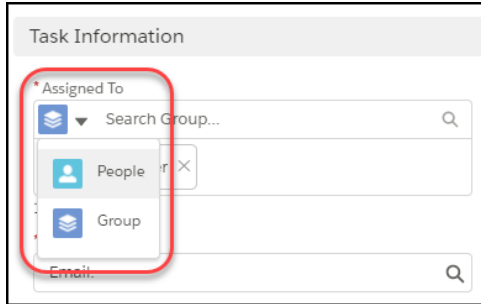 Task Information
* Assigned To
Search Group...
People
Group
Email: